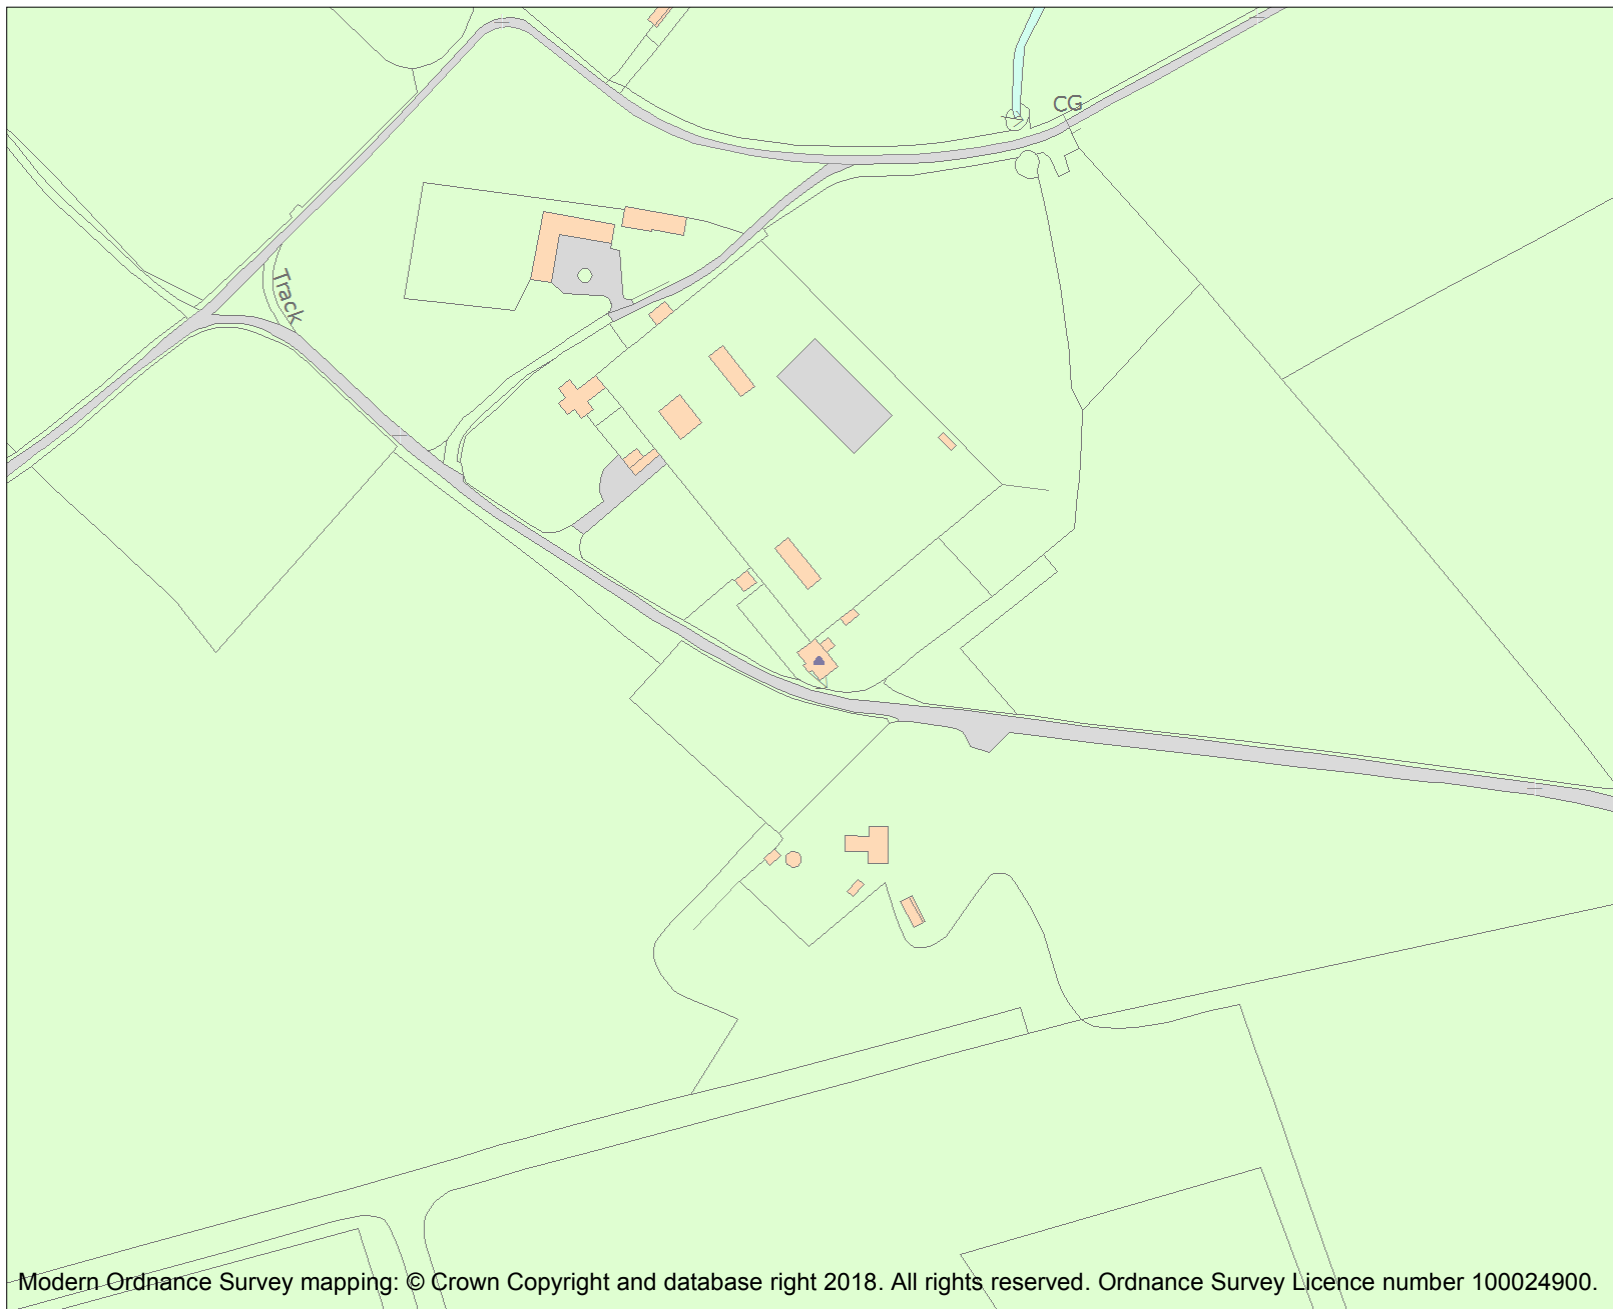 CG
Track
Modern Ordnance Survey mapping: © Crown Copyright and database right 2018. All rights reserved. Ordnance Survey Licence number 100024900.